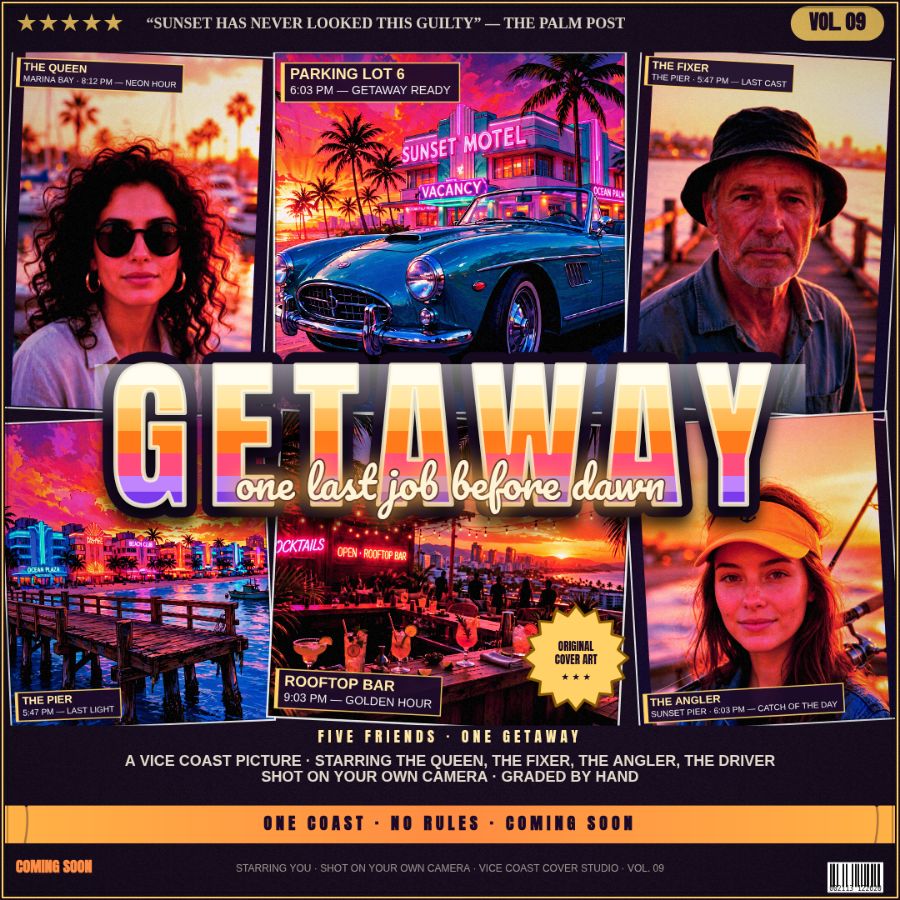 ★★★★★ “SUNSET HAS NEVER LOOKED THIS GUILTY” — THE PALM POST
VOL. 09
THE QUEEN
MARINA BAY · 8:12 PM — NEON HOUR
PARKING LOT 6
6:03 PM — GETAWAY READY
THE FIXER
THE PIER · 5:47 PM — LAST CAST
SUNSET MOTEL
VACANCY
OCEAN PALM
GETAWAY
one last job before dawn
OCEAN PLAZA
BEACH CLUB
OCKTAILS
OPEN · ROOFTOP BAR
ORIGINAL
COVER ART
★ ★ ★
THE PIER
5:47 PM — LAST LIGHT
ROOFTOP BAR
9:03 PM — GOLDEN HOUR
THE ANGLER
SUNSET PIER · 6:03 PM — CATCH OF THE DAY
FIVE FRIENDS · ONE GETAWAY
A VICE COAST PICTURE · STARRING THE QUEEN, THE FIXER, THE ANGLER, THE DRIVER
SHOT ON YOUR OWN CAMERA · GRADED BY HAND
ONE COAST · NO RULES · COMING SOON
COMING SOON
STARRING YOU · SHOT ON YOUR OWN CAMERA · VICE COAST COVER STUDIO · VOL. 09